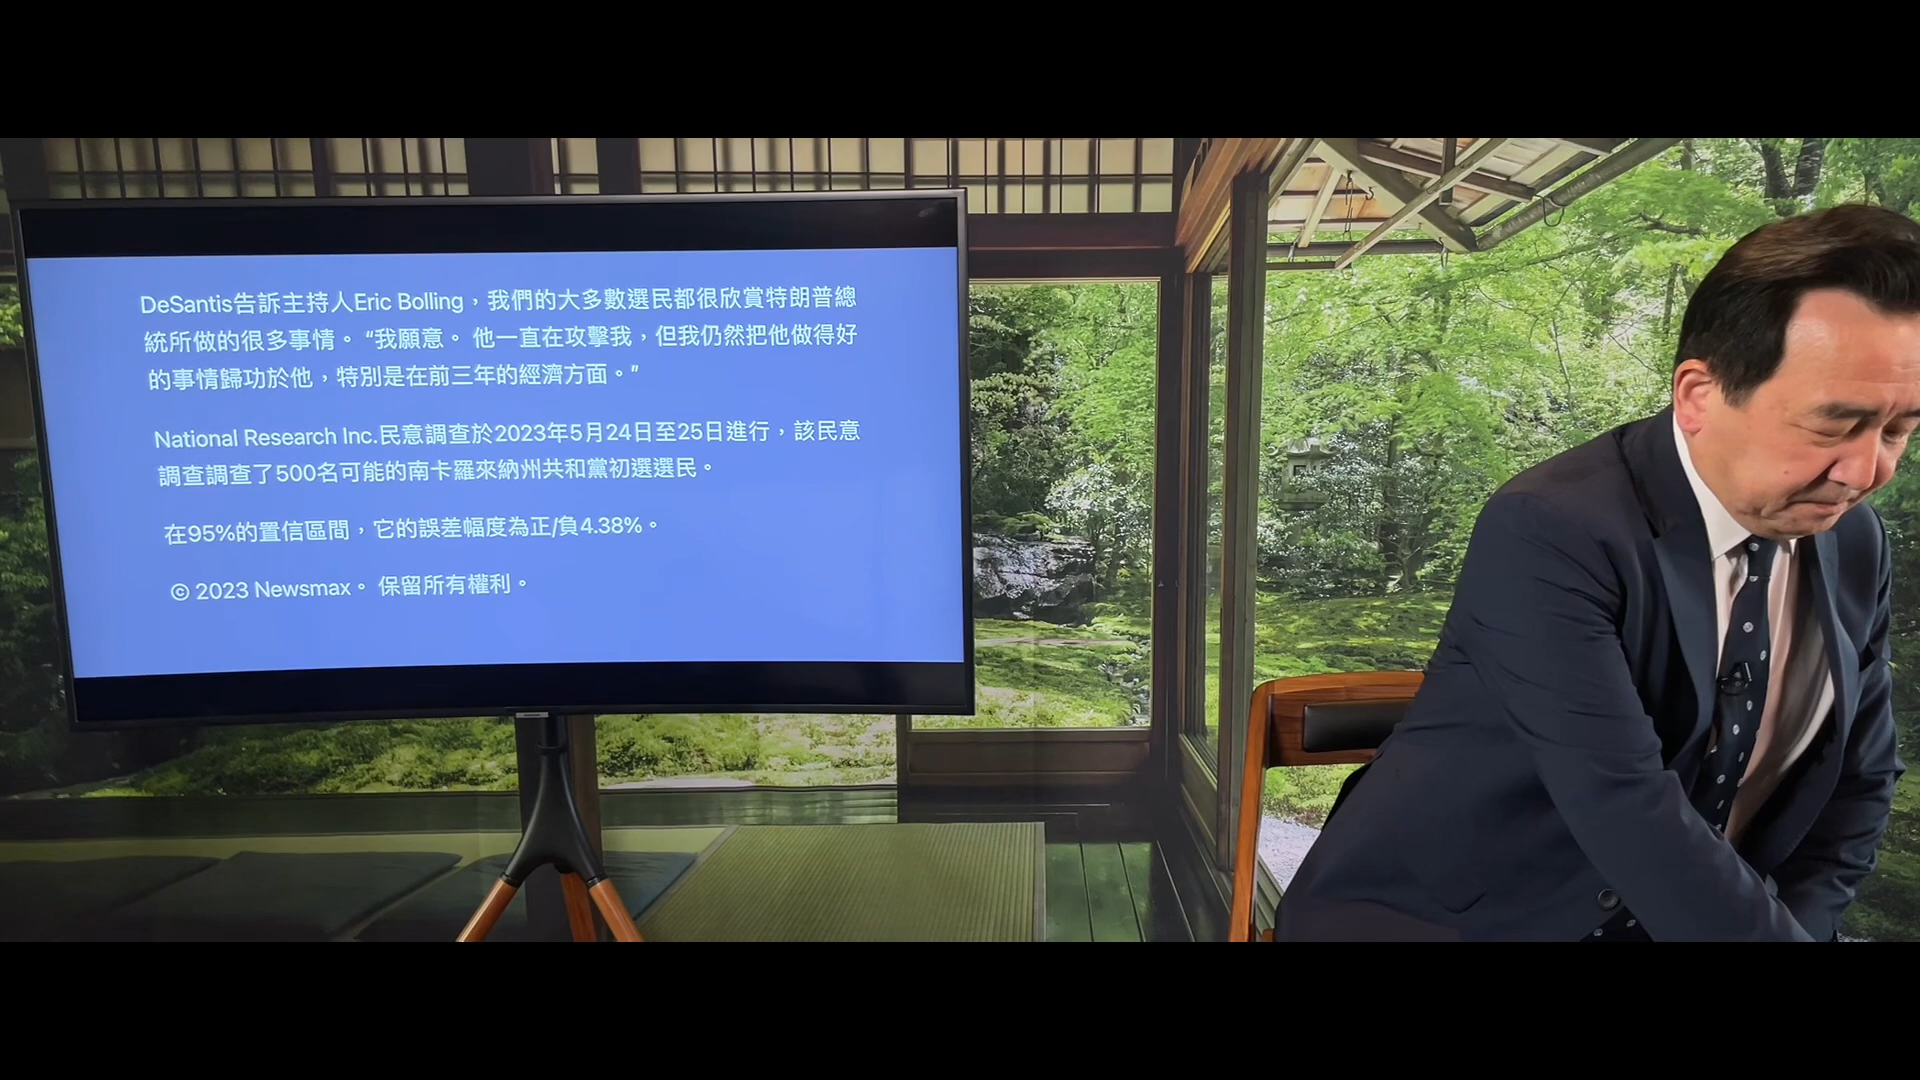 DeSantis告訴主持人Eric Bolling，我們的大多數選民都很欣賞特朗普總
統所做的很多事情。 “我願意。 他一直在攻擊我，但我仍然把他做得好
的事情歸功於他，特別是在前三年的經濟方面。”
National Research Inc.民意調查於2023年5月24日至25日進行，該民意
調查調查了500名可能的南卡羅來納州共和黨初選選民。
在95%的置信區間，它的誤差幅度為正/負4.38%。
© 2023 Newsmax。 保留所有權利。